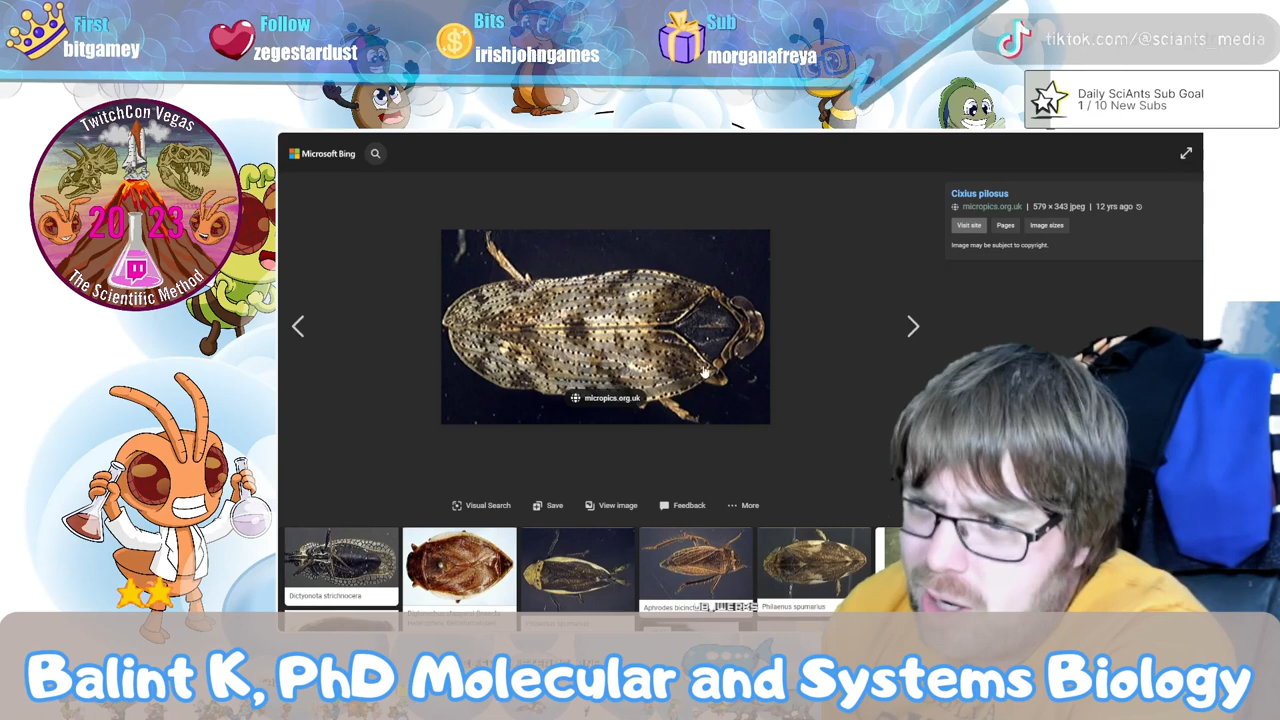 First
bitgamey
Follow
zegestardust
Bits
irishjohngames
Sub
morganafreya
tiktok.com/@sciants_media
Daily SciAnts Sub Goal
1 / 10 New Subs
TwitchCon Vegas
20 23
The Scientific Method
Microsoft Bing
Cixius pilosus
micropics.org.uk | 579 × 343 jpeg | 12 yrs ago
Visit site Pages Image sizes
Image may be subject to copyright.
micropics.org.uk
Visual Search Save View image Feedback ··· More
Dictyonota strichnocera
Aphrodes
Philaenus spumarius
Balint K, PhD Molecular and Systems Biology